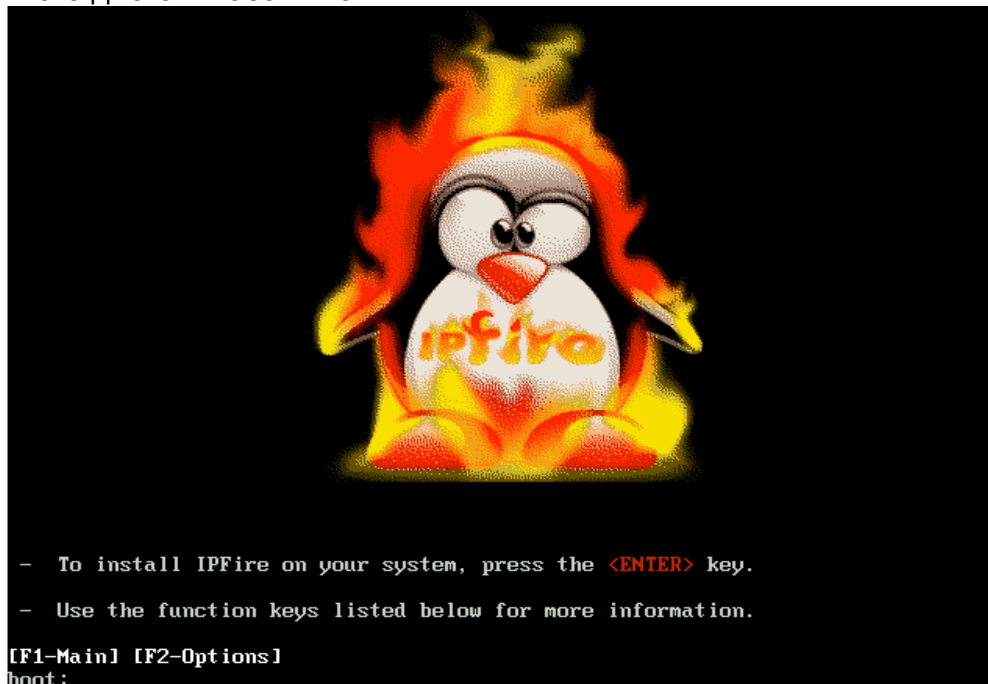 IPfire
-  To install IPFire on your system, press the <ENTER> key.
-  Use the function keys listed below for more information.
[F1-Main] [F2-Options]
boot: